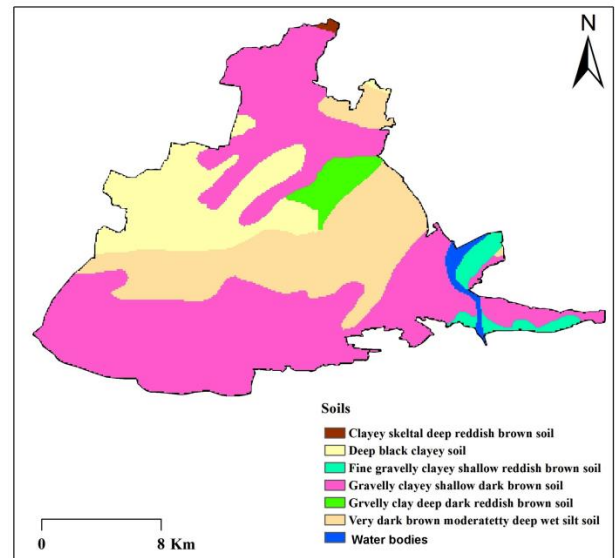 N
Soils
Clayey skeltal deep reddish brown soil
Deep black clayey soil
Fine gravelly clayey shallow reddish brown soil
Gravelly clayey shallow dark brown soil
Grvelly clay deep dark reddish brown soil
Very dark brown moderatetty deep wet silt soil
Water bodies
0 8 Km